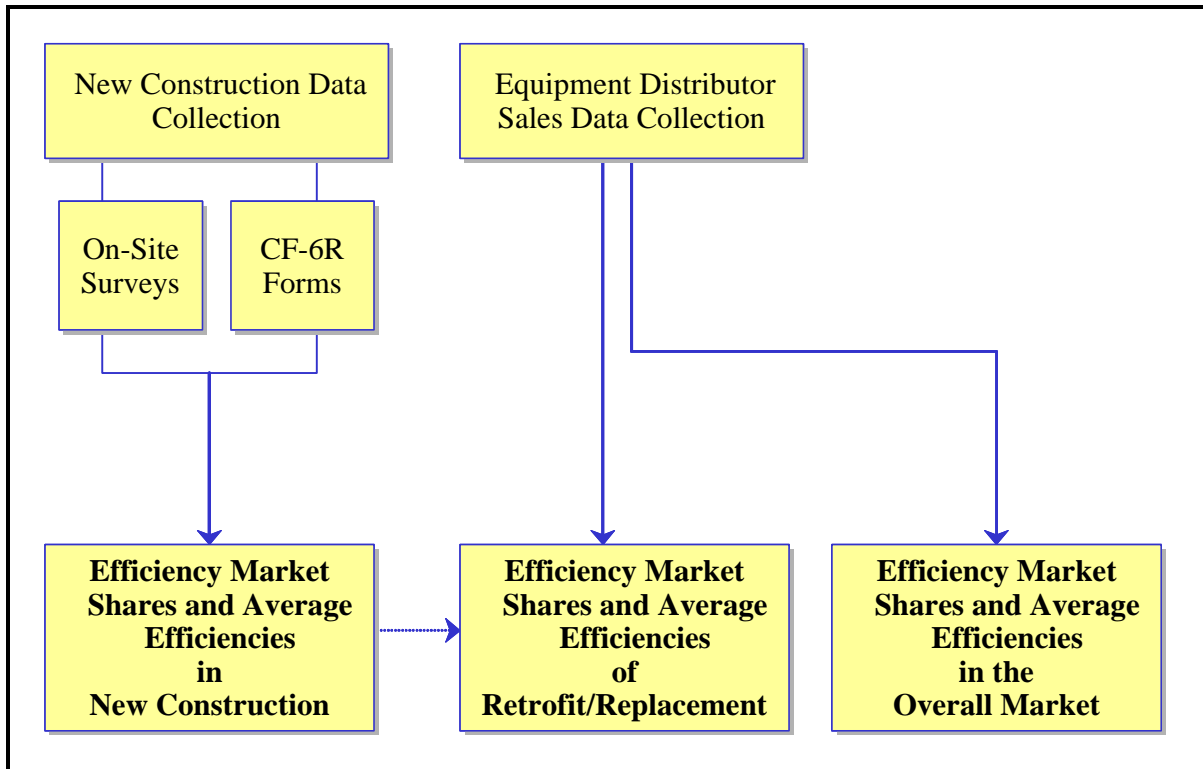 New Construction Data
Collection
Equipment Distributor
Sales Data Collection
On-Site
Surveys
CF-6R
Forms
Efficiency Market
Shares and Average
Efficiencies
in
New Construction
Efficiency Market
Shares and Average
Efficiencies
of
Retrofit/Replacement
Efficiency Market
Shares and Average
Efficiencies
in the
Overall Market